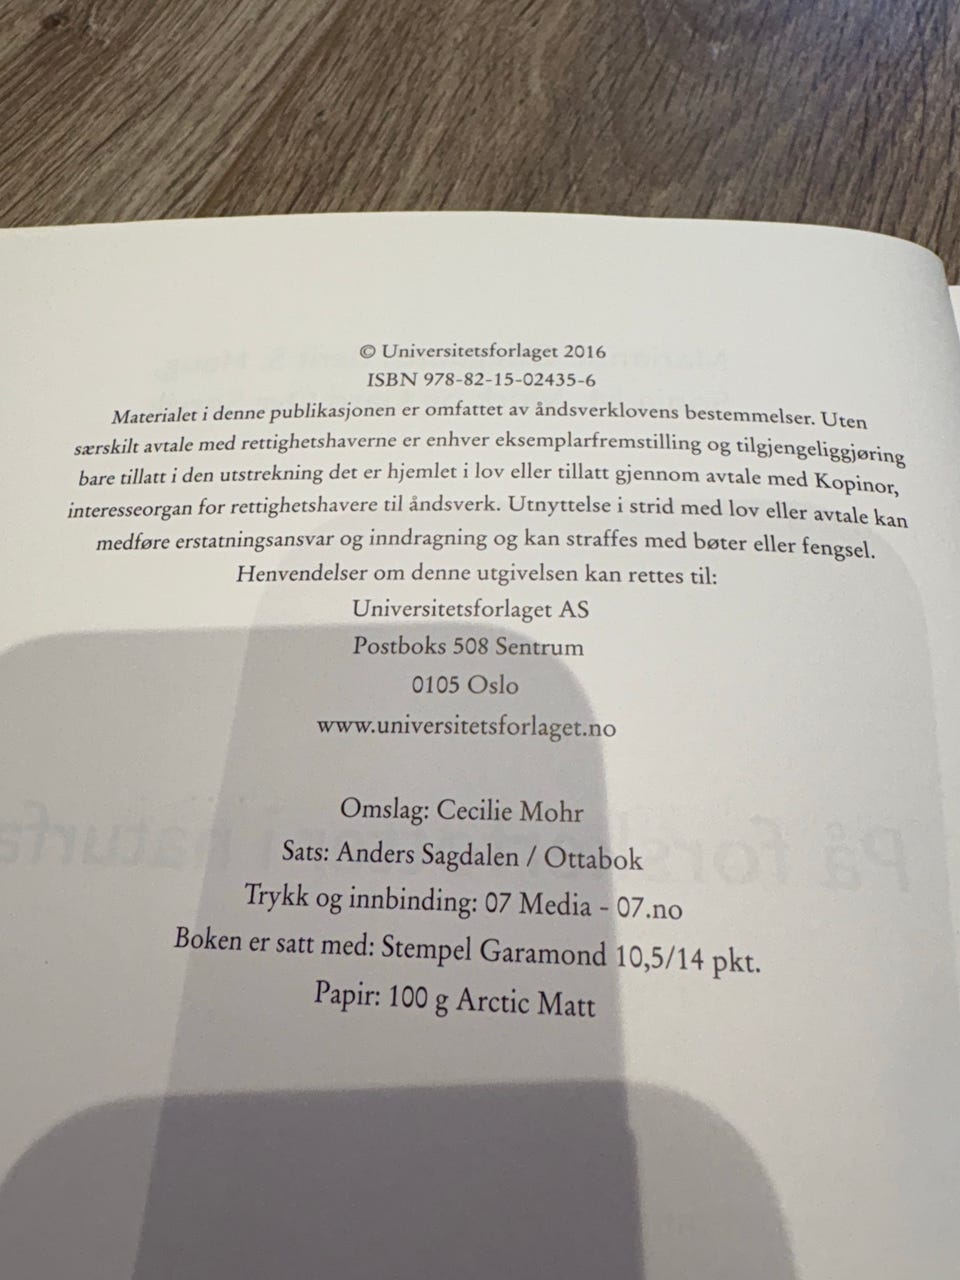 © Universitetsforlaget 2016
ISBN 978-82-15-02435-6
Materialet i denne publikasjonen er omfattet av åndsverklovens bestemmelser. Uten
særskilt avtale med rettighetshaverne er enhver eksemplarfremstilling og tilgjengeliggjøring
bare tillatt i den utstrekning det er hjemlet i lov eller tillatt gjennom avtale med Kopinor,
interesseorgan for rettighetshavere til åndsverk. Utnyttelse i strid med lov eller avtale kan
medføre erstatningsansvar og inndragning og kan straffes med bøter eller fengsel.
Henvendelser om denne utgivelsen kan rettes til:
Universitetsforlaget AS
Postboks 508 Sentrum
0105 Oslo
www.universitetsforlaget.no
Omslag: Cecilie Mohr
Sats: Anders Sagdalen / Ottabok
Trykk og innbinding: 07 Media - 07.no
Boken er satt med: Stempel Garamond 10,5/14 pkt.
Papir: 100 g Arctic Matt